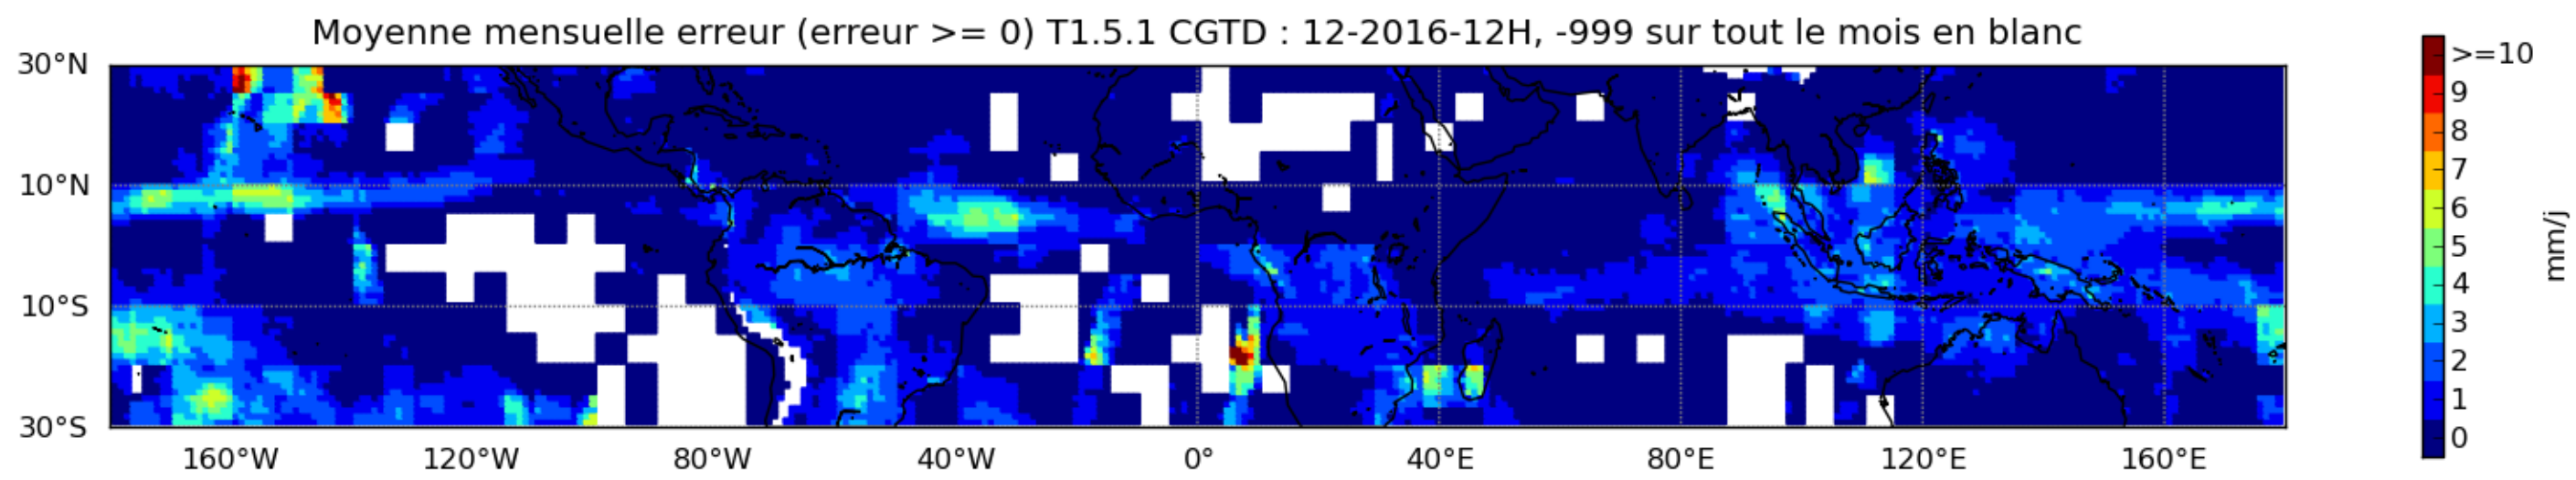 Moyenne mensuelle erreur (erreur >= 0) T1.5.1 CGTD : 12-2016-12H, -999 sur tout le mois en blanc
30°N
10°N
10°S
30°S
160°W 120°W 80°W 40°W 0° 40°E 80°E 120°E 160°E
>=10
9
8
7
6
5
4
3
2
1
0
mm/j